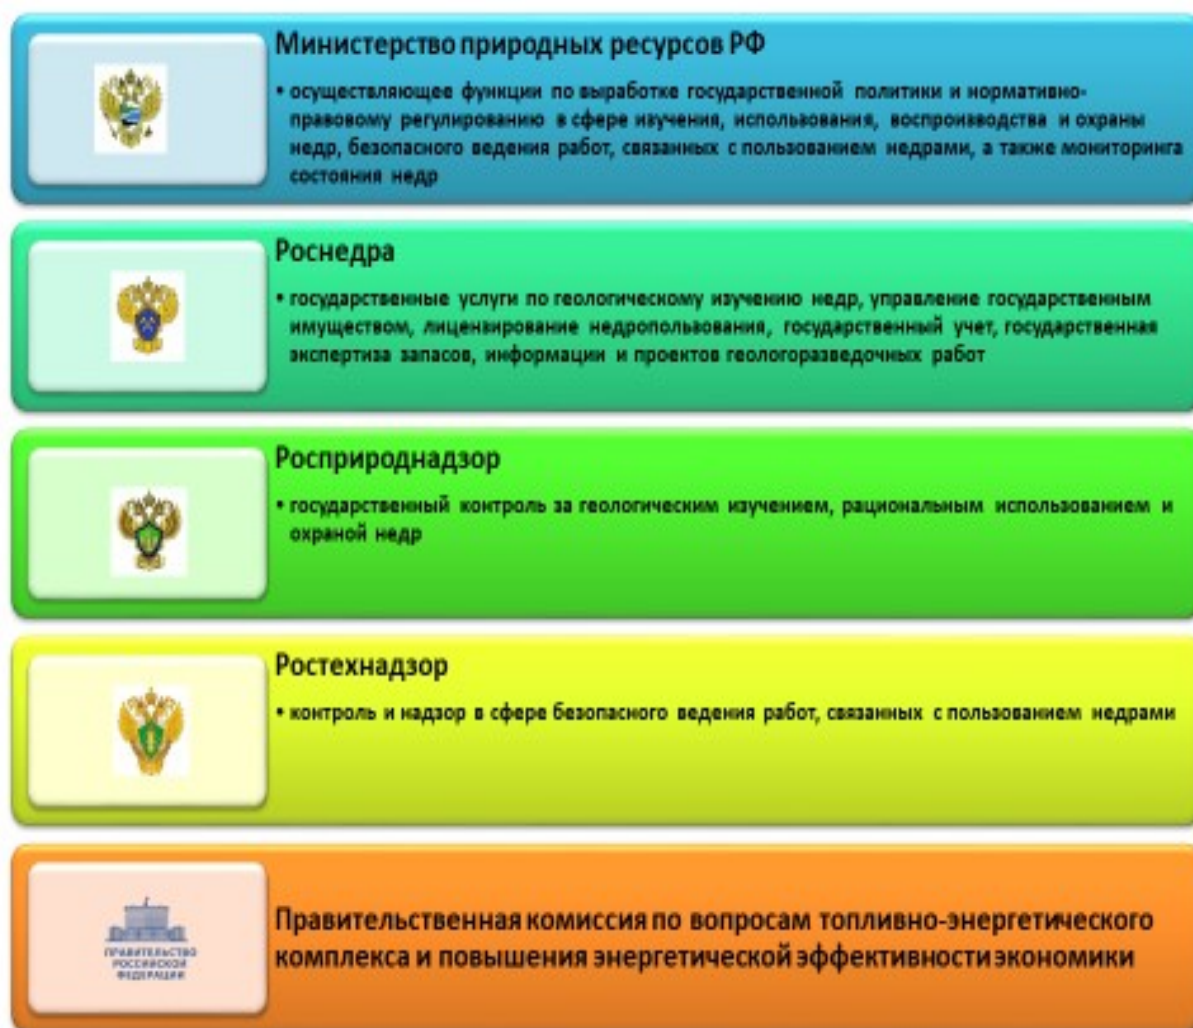 Министерство природных ресурсов РФ
• осуществляющее функции по выработке государственной политики и нормативно-
правовому регулированию в сфере изучения, использования, воспроизводства и охраны
недр, безопасного ведения работ, связанных с пользованием недрами, а также мониторинга
состояния недр
Роснедра
• государственные услуги по геологическому изучению недр, управление государственным
имуществом, лицензирование недропользования, государственный учет, государственная
экспертиза запасов, информации и проектов геологоразведочных работ
Росприроднадзор
• государственный контроль за геологическим изучением, рациональным использованием и
охраной недр
Ростехнадзор
• контроль и надзор в сфере безопасного ведения работ, связанных с пользованием недрами
ПРАВИТЕЛЬСТВО
РОССИЙСКОЙ
ФЕДЕРАЦИИ
Правительственная комиссия по вопросам топливно-энергетического
комплекса и повышения энергетической эффективности экономики